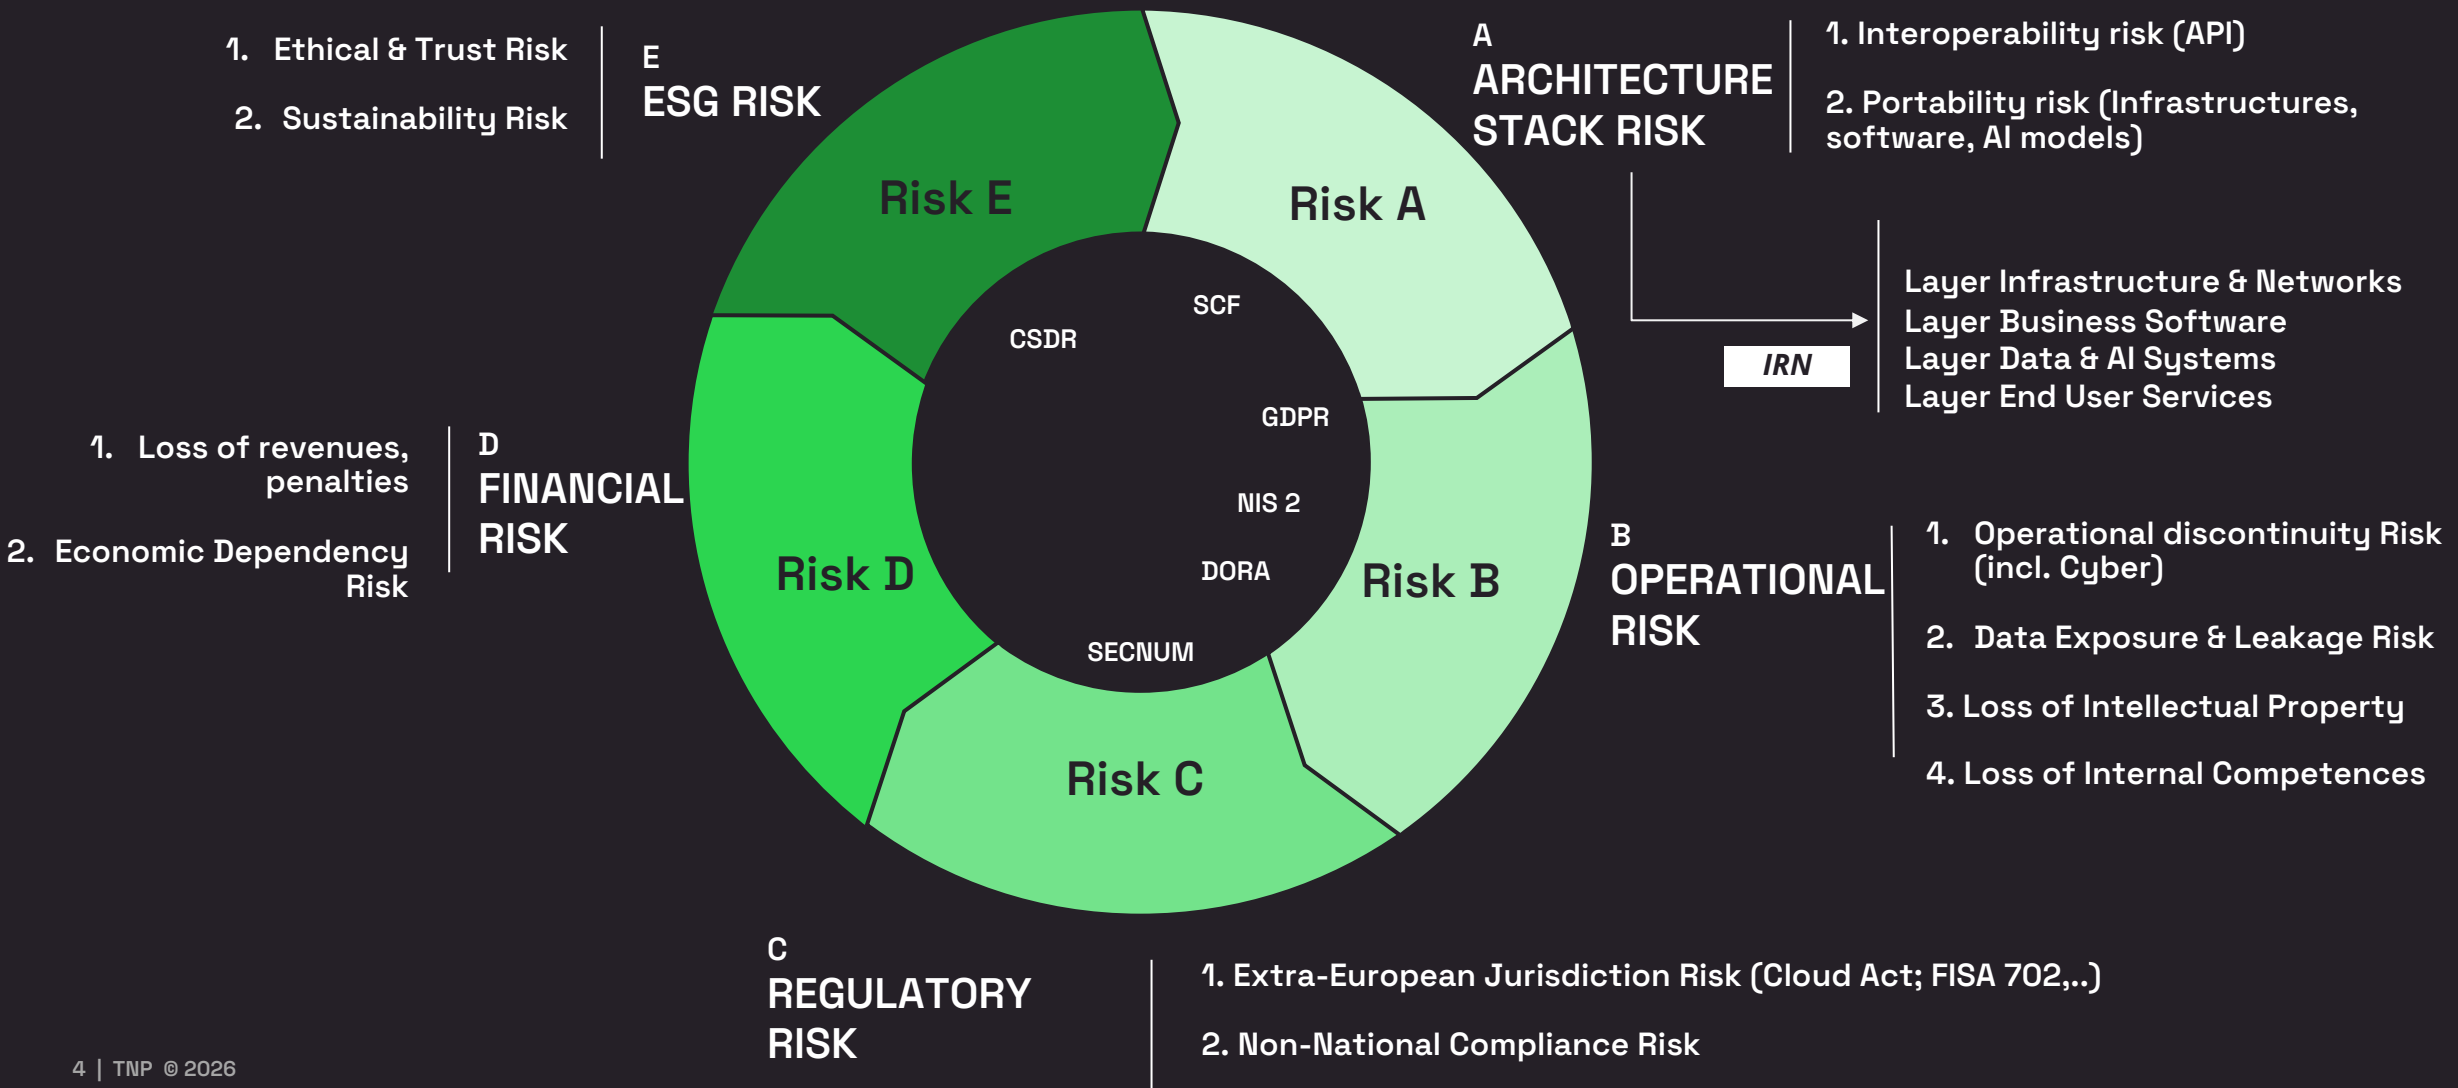 1. Ethical & Trust Risk
2. Sustainability Risk
E
ESG RISK
A
ARCHITECTURE
STACK RISK
1. Interoperability risk (API)
2. Portability risk (Infrastructures,
software, AI models)
Risk E
Risk A
Layer Infrastructure & Networks
Layer Business Software
Layer Data & AI Systems
Layer End User Services
IRN
SCF
CSDR
GDPR
NIS 2
DORA
SECNUM
1. Loss of revenues,
penalties
2. Economic Dependency
Risk
D
FINANCIAL
RISK
Risk D
Risk B
B
OPERATIONAL
RISK
1. Operational discontinuity Risk
(incl. Cyber)
2. Data Exposure & Leakage Risk
3. Loss of Intellectual Property
4. Loss of Internal Competences
Risk C
C
REGULATORY
RISK
1. Extra-European Jurisdiction Risk (Cloud Act; FISA 702,..)
2. Non-National Compliance Risk
4 | TNP © 2026